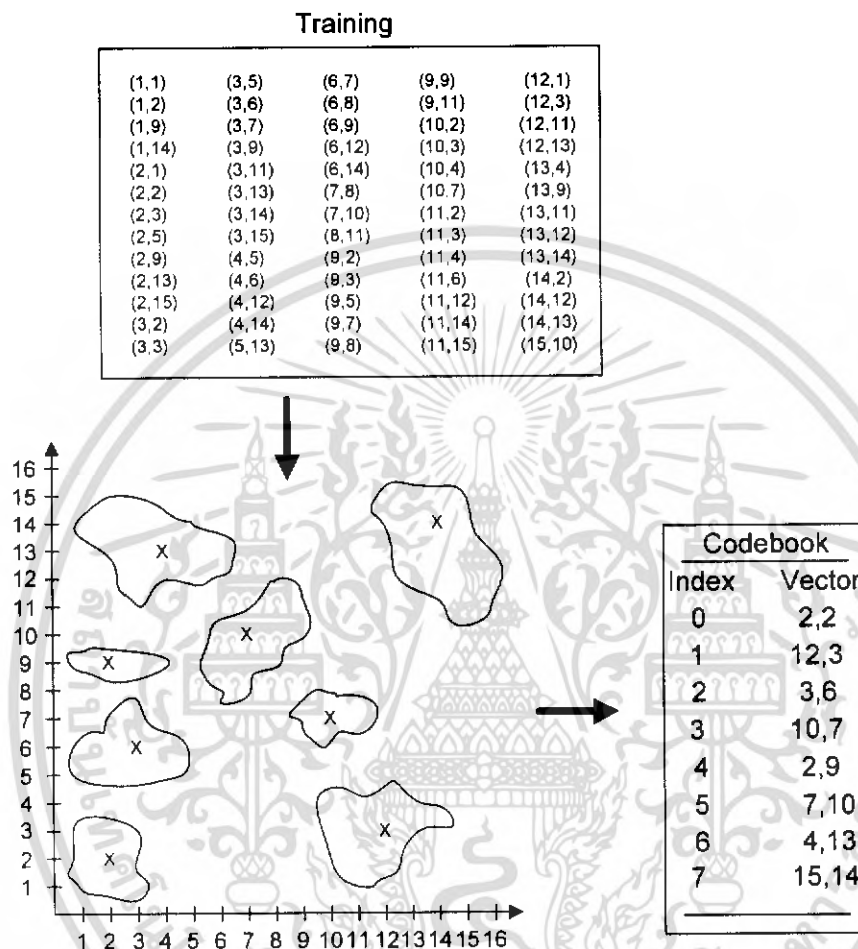 Training
(1,1) (3,5) (6,7) (9,9) (12,1)
(1,2) (3,6) (6,8) (9,11) (12,3)
(1,9) (3,7) (6,9) (10,2) (12,11)
(1,14) (3,9) (6,12) (10,3) (12,13)
(2,1) (3,11) (6,14) (10,4) (13,4)
(2,2) (3,13) (7,8) (10,7) (13,9)
(2,3) (3,14) (7,10) (11,2) (13,11)
(2,5) (3,15) (8,11) (11,3) (13,12)
(2,9) (4,5) (9,2) (11,4) (13,14)
(2,13) (4,6) (9,3) (11,6) (14,2)
(2,15) (4,12) (9,5) (11,12) (14,12)
(3,2) (4,14) (9,7) (11,14) (14,13)
(3,3) (5,13) (9,8) (11,15) (15,10)
16
15
14
13
12
11
10
9
8
7
6
5
4
3
2
1
X
X
X
X
X
X
X
X
1 2 3 4 5 6 7 8 9 10 11 12 13 14 15 16
Codebook
Index Vector
0 2,2
1 12,3
2 3,6
3 10,7
4 2,9
5 7,10
6 4,13
7 15,14